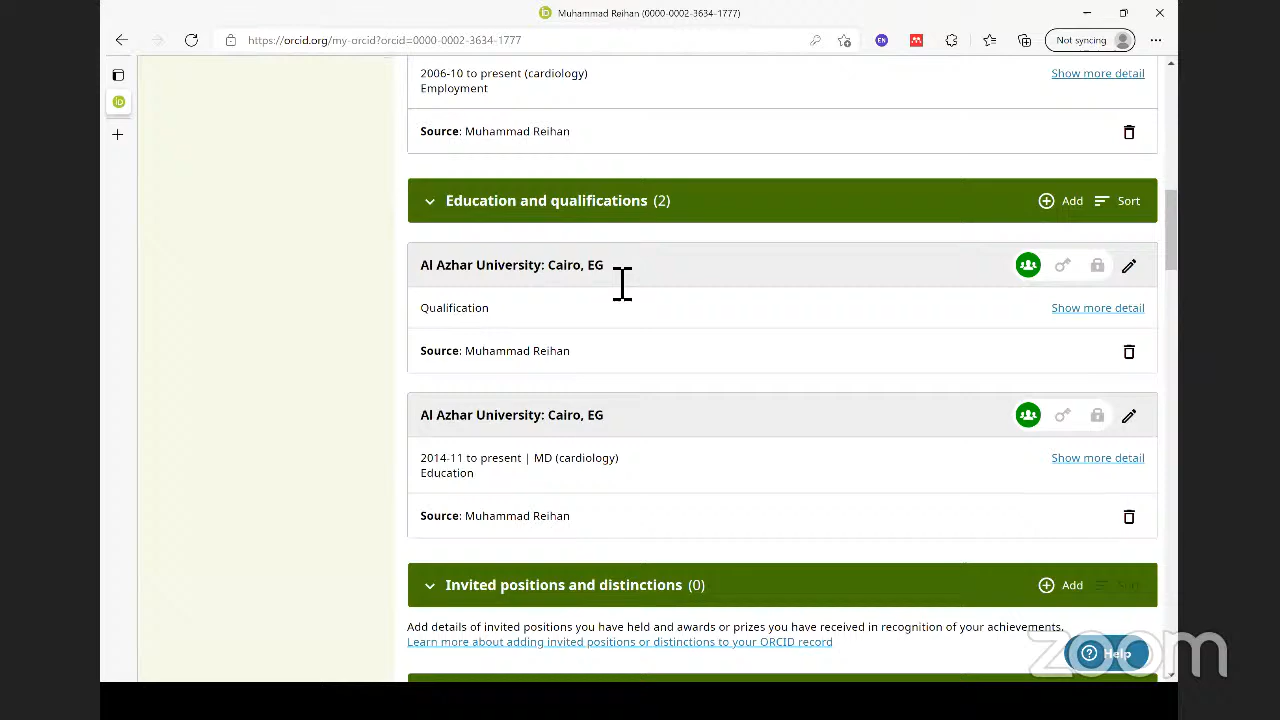 Muhammad Reihan (0000-0002-3634-1777)
https://orcid.org/my-orcid?orcid=0000-0002-3634-1777
EN
Not syncing
2006-10 to present (cardiology)
Show more detail
Employment
Source: Muhammad Reihan
Education and qualifications (2)
Add
Sort
Al Azhar University: Cairo, EG
Qualification
Show more detail
Source: Muhammad Reihan
Al Azhar University: Cairo, EG
2014-11 to present | MD (cardiology)
Show more detail
Education
Source: Muhammad Reihan
Invited positions and distinctions (0)
Add
Sort
Add details of invited positions you have held and awards or prizes you have received in recognition of your achievements.
Learn more about adding invited positions or distinctions to your ORCID record
Help
zoom